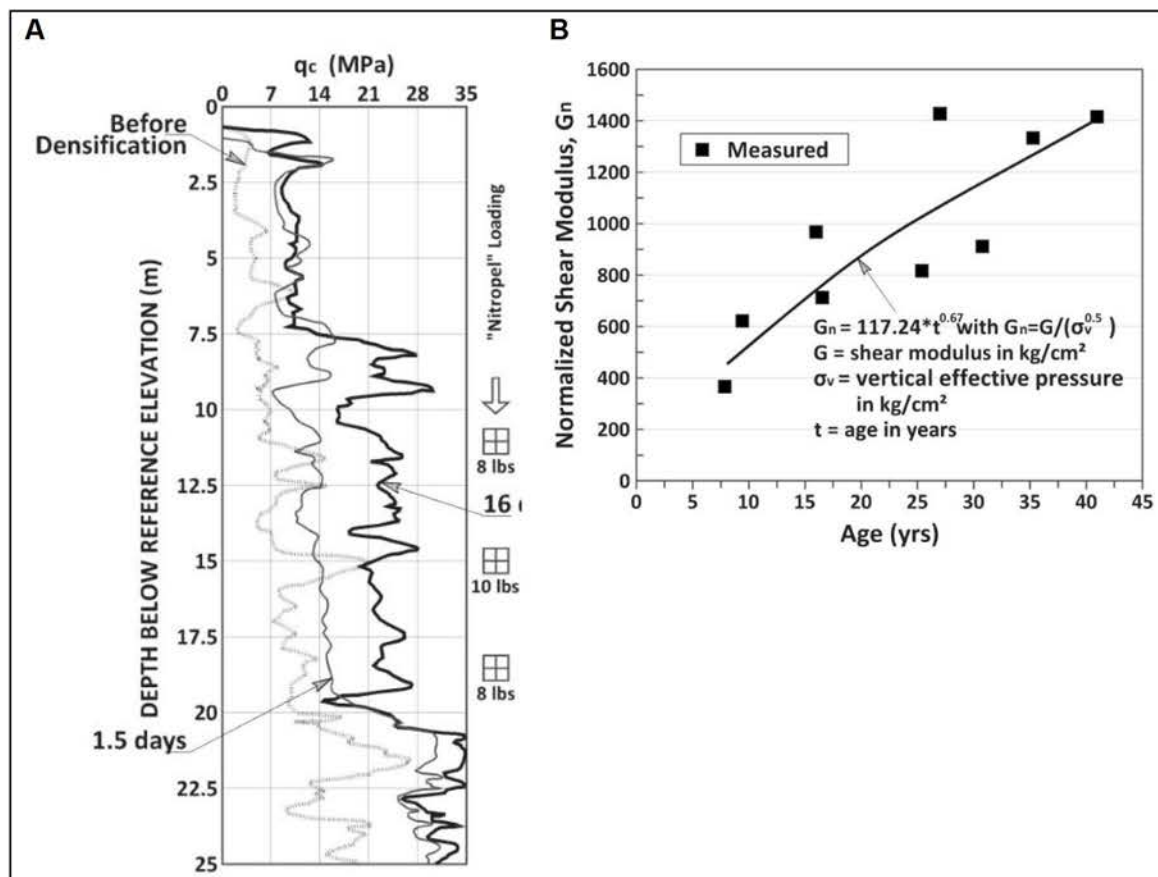 A
qc (MPa)
0 7 14 21 28 35
Before
Densification
0
2.5
5
7.5
10
12.5
15
17.5
20
22.5
25
DEPTH BELOW REFERENCE ELEVATION (m)
1.5 days
16
"Nitropel" Loading
8 lbs
10 lbs
8 lbs
B
1600
1400
1200
1000
800
600
400
200
0
Normalized Shear Modulus, Gn
Measured
Gn = 117.24*t^0.67 with Gn=G/(σv^0.5)
G = shear modulus in kg/cm²
σv = vertical effective pressure
in kg/cm²
t = age in years
0 5 10 15 20 25 30 35 40 45
Age (yrs)